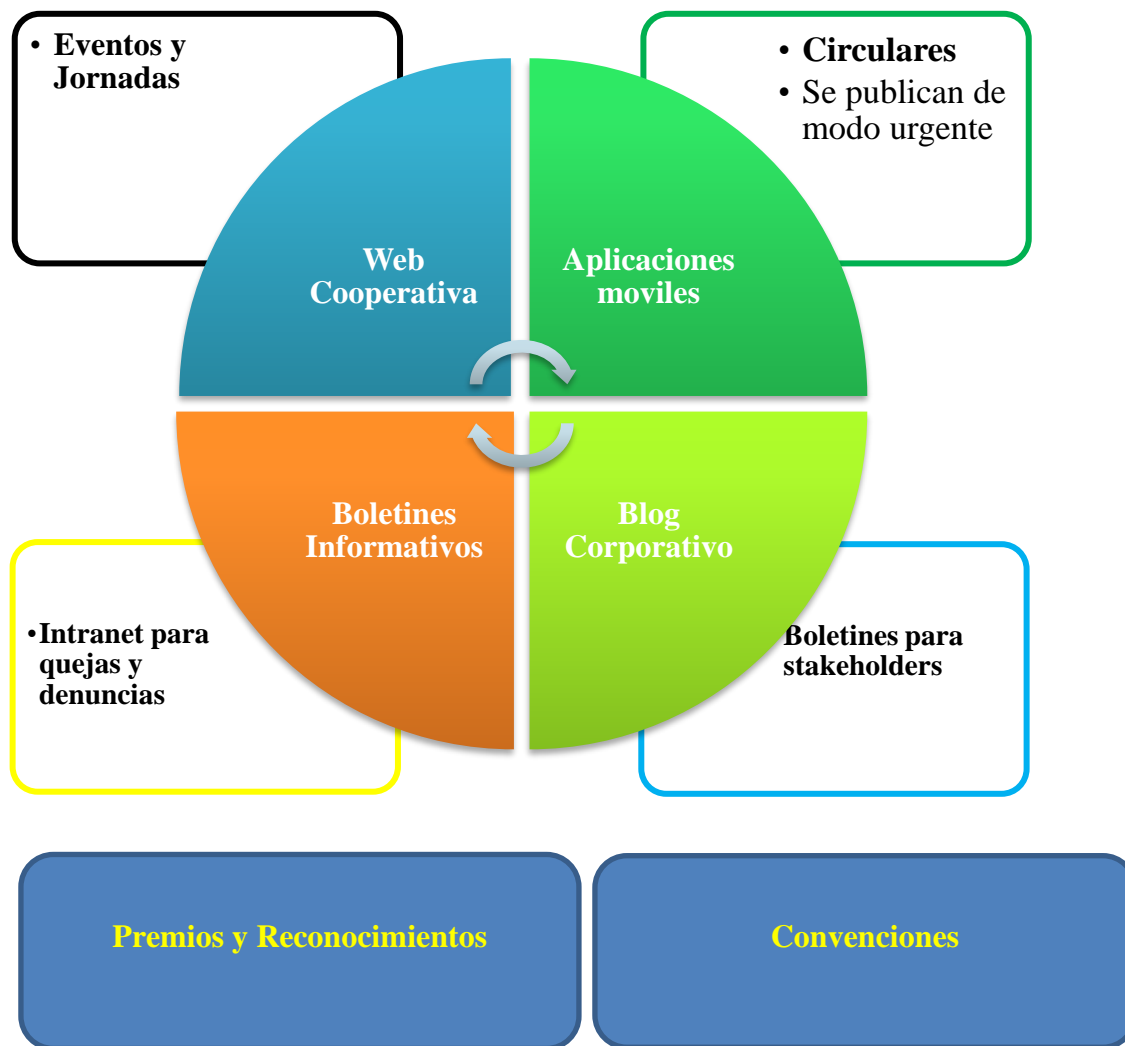 • Eventos y
Jornadas
• Circulares
• Se publican de
modo urgente
Web
Cooperativa
Aplicaciones
moviles
Boletines
Informativos
Blog
Corporativo
•Intranet para
quejas y
denuncias
Boletines para
stakeholders
Premios y Reconocimientos
Convenciones